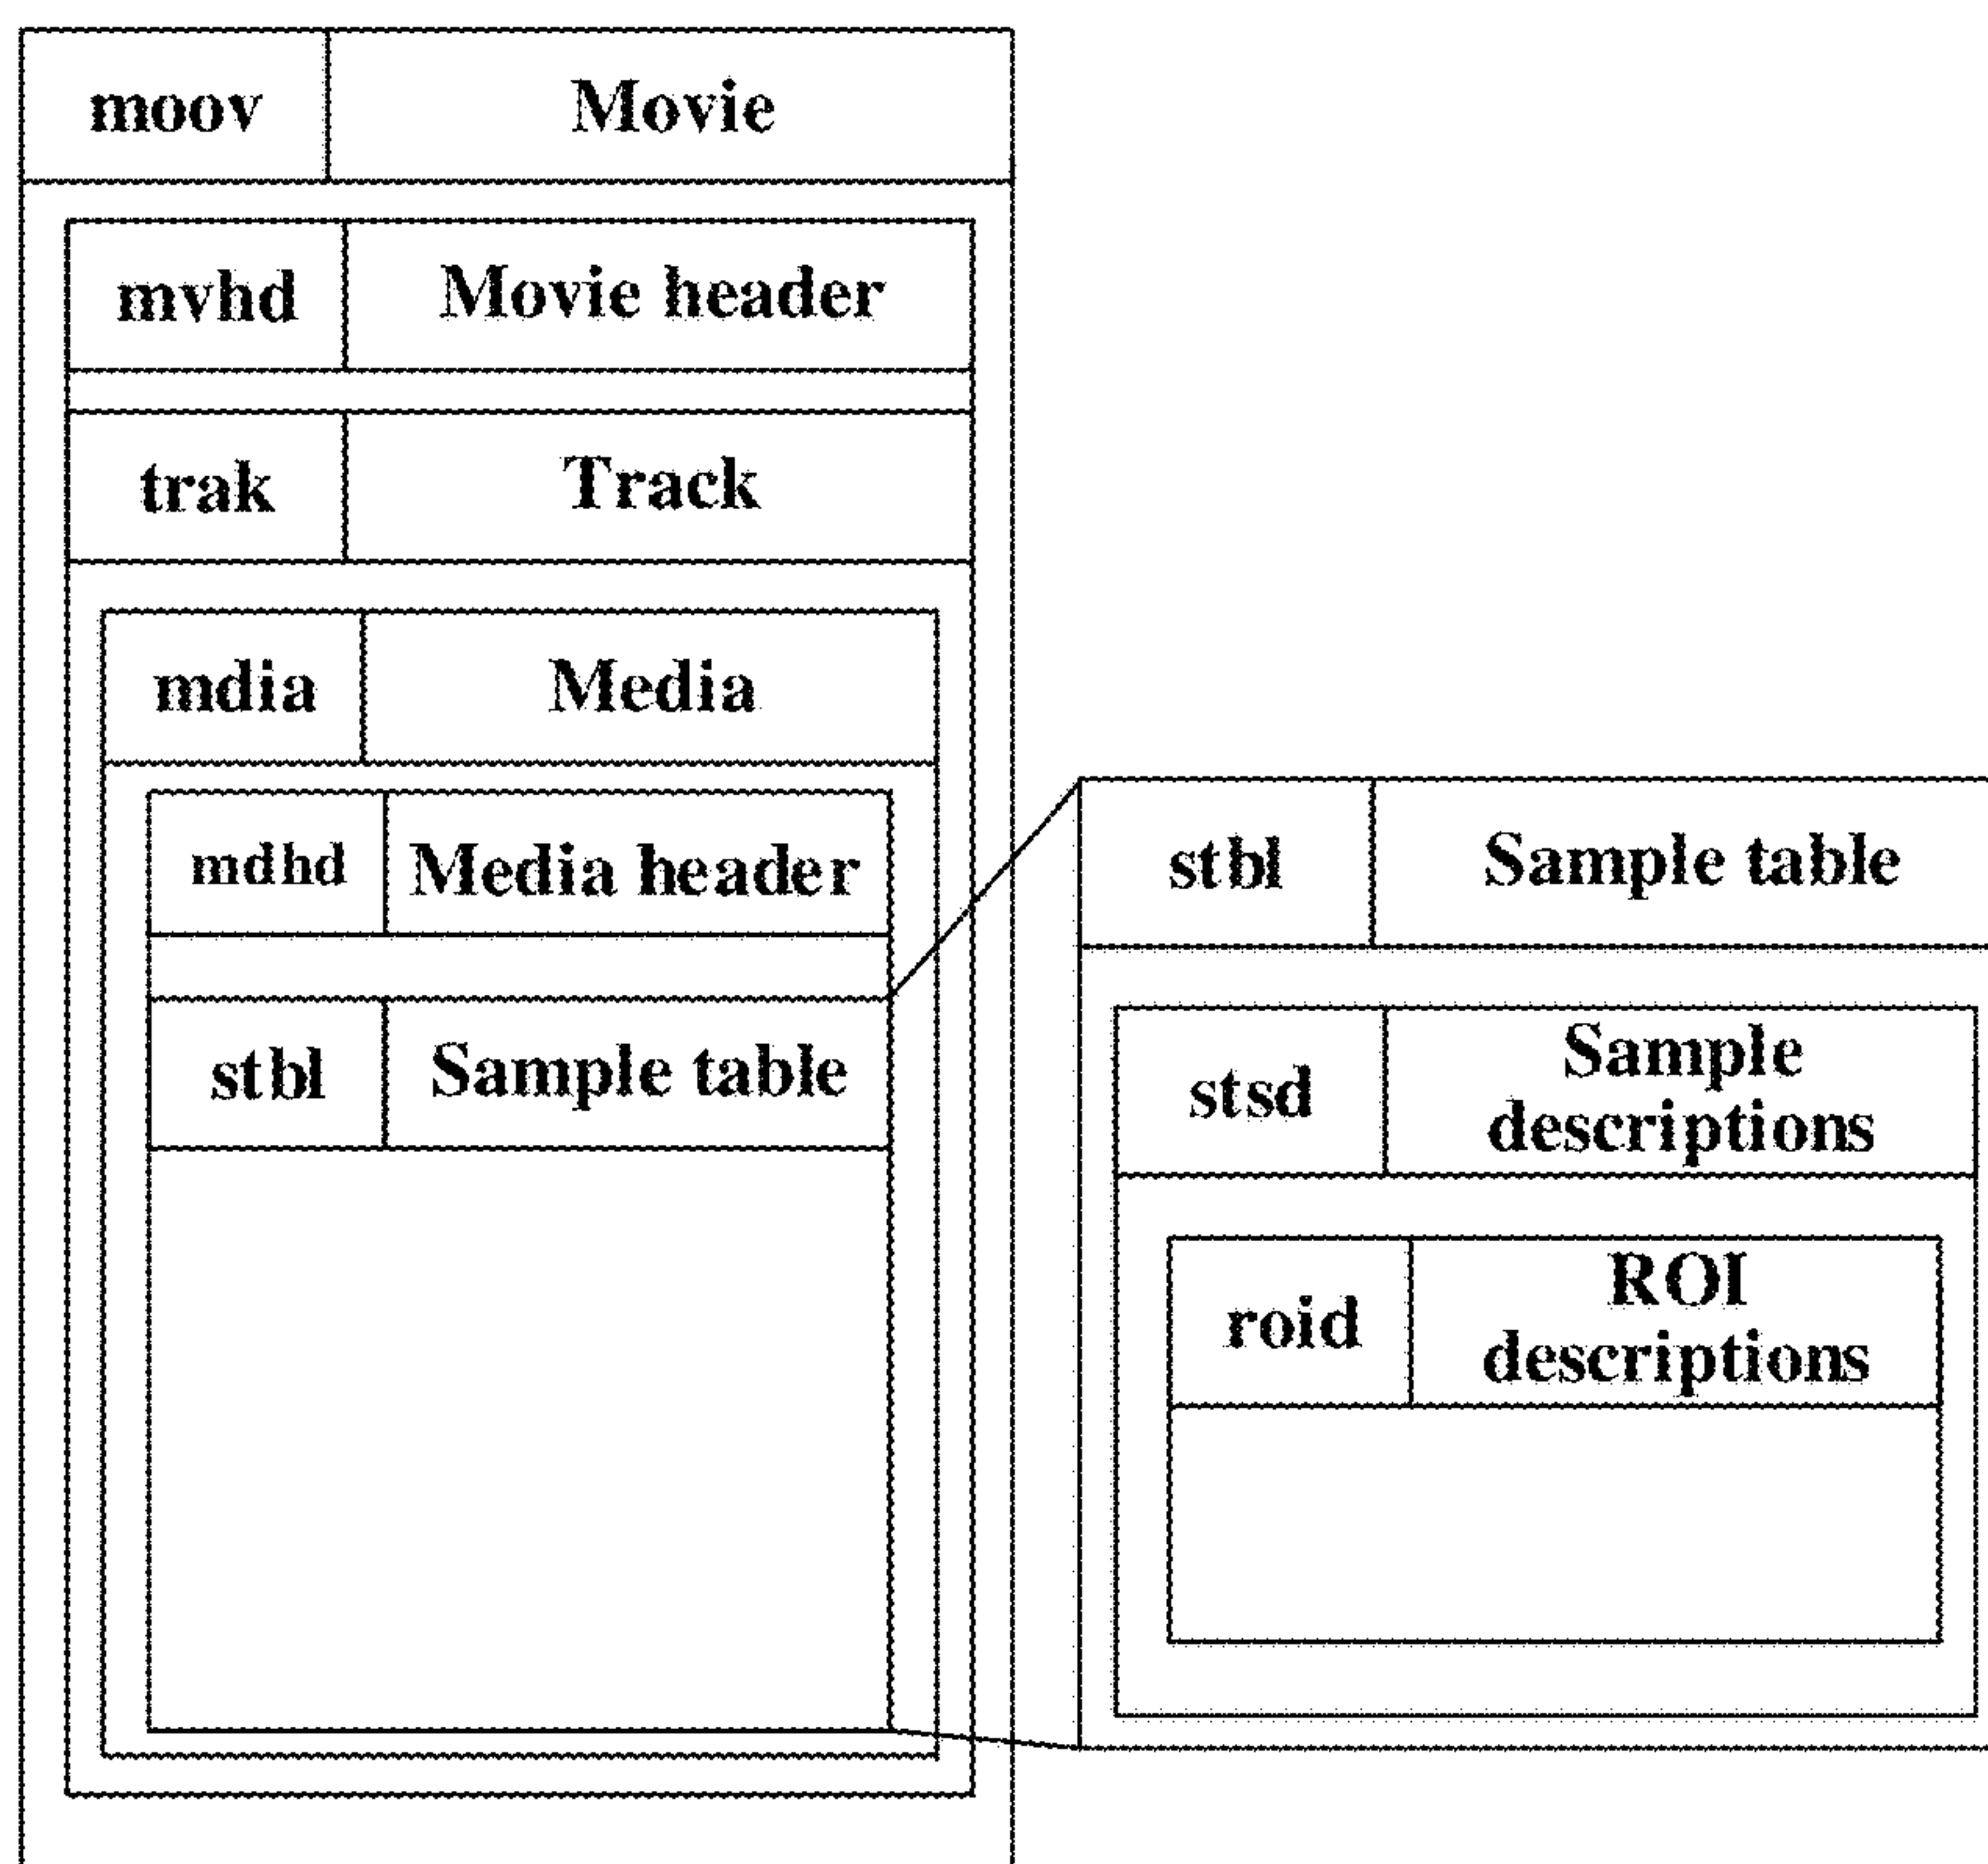 moov Movie
mvhd Movie header
trak Track
mdia Media
mdhd Media header
stbl Sample table
stbl Sample table
stsd Sample
descriptions
roid ROI
descriptions